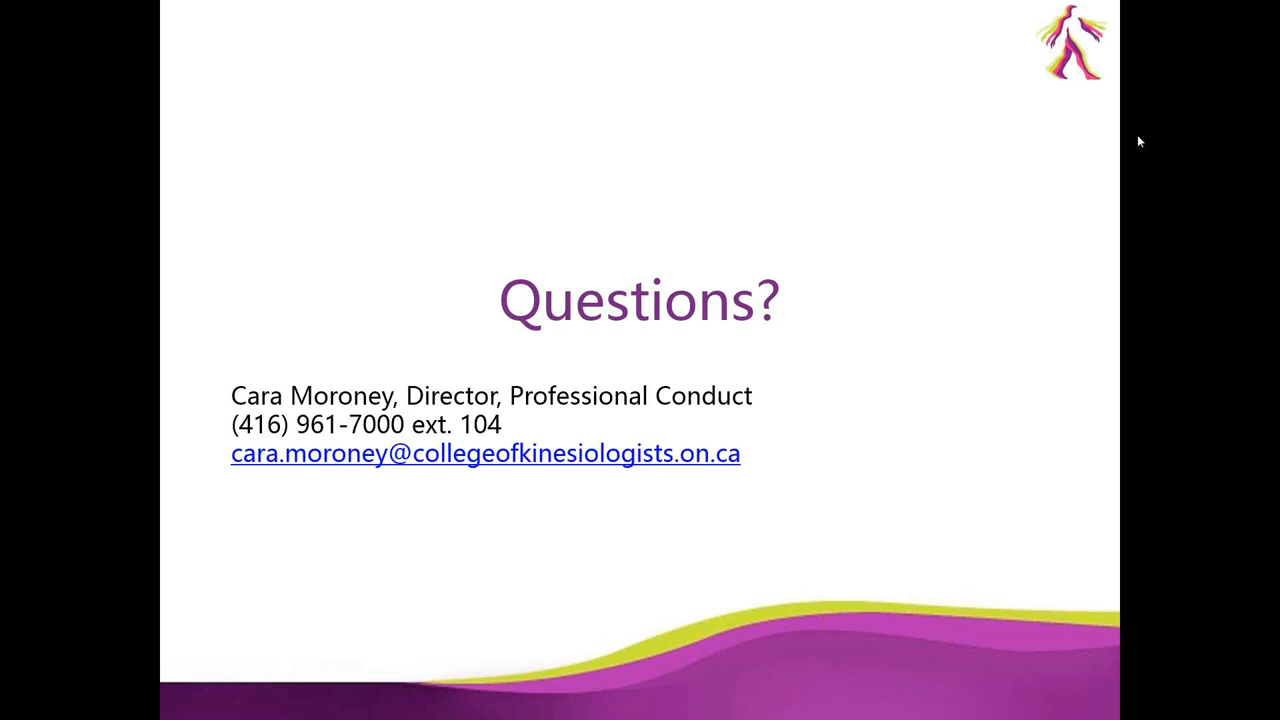 Questions?
Cara Moroney, Director, Professional Conduct
(416) 961-7000 ext. 104
cara.moroney@collegeofkinesiologists.on.ca